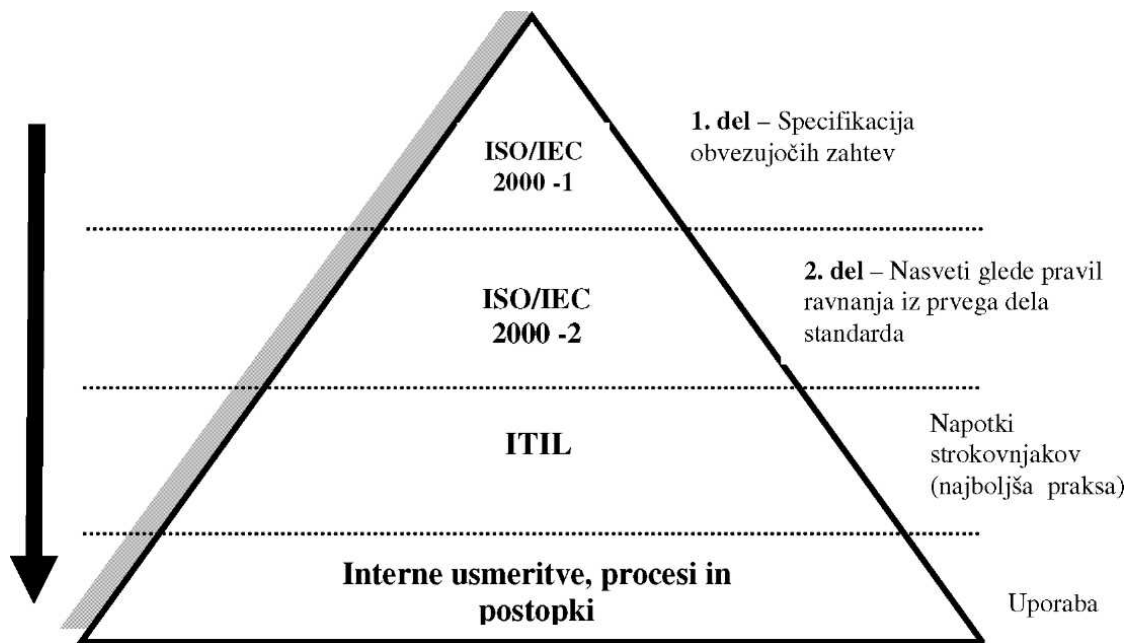 ISO/IEC
2000 -1
1. del – Specifikacija
obvezujočih zahtev
ISO/IEC
2000 -2
2. del – Nasveti glede pravil
ravnanja iz prvega dela
standarda
ITIL
Napotki
strokovnjakov
(najboljša praksa)
Interne usmeritve, procesi in
postopki
Uporaba